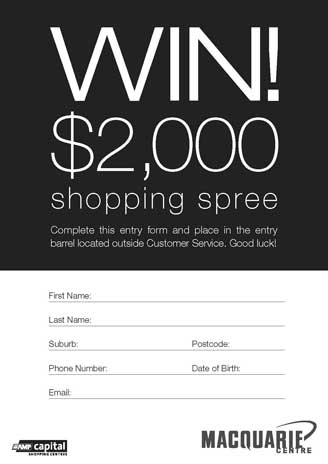 WIN!
$2,000
shopping spree
Complete this entry form and place in the entry
barrel located outside Customer Service. Good luck!
First Name:
Last Name:
Suburb: Postcode:
Phone Number: Date of Birth:
Email:
AMP capital
SHOPPING CENTRES
MACQUARIE
CENTRE